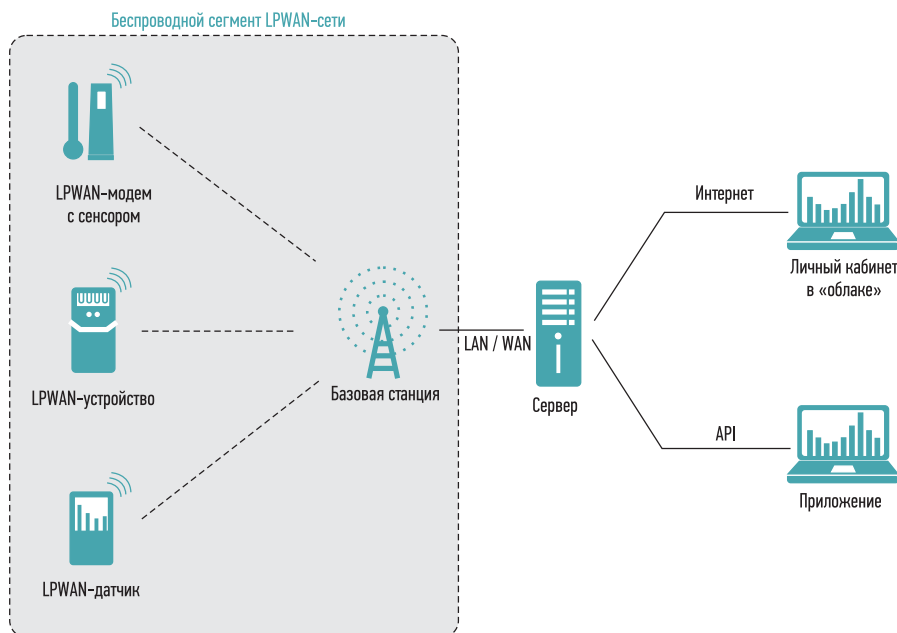 Беспроводной сегмент LPWAN-сети
LPWAN-модем
с сенсором
LPWAN-устройство
LPWAN-датчик
Базовая станция
LAN / WAN
Сервер
Интернет
Личный кабинет
в «облаке»
API
Приложение